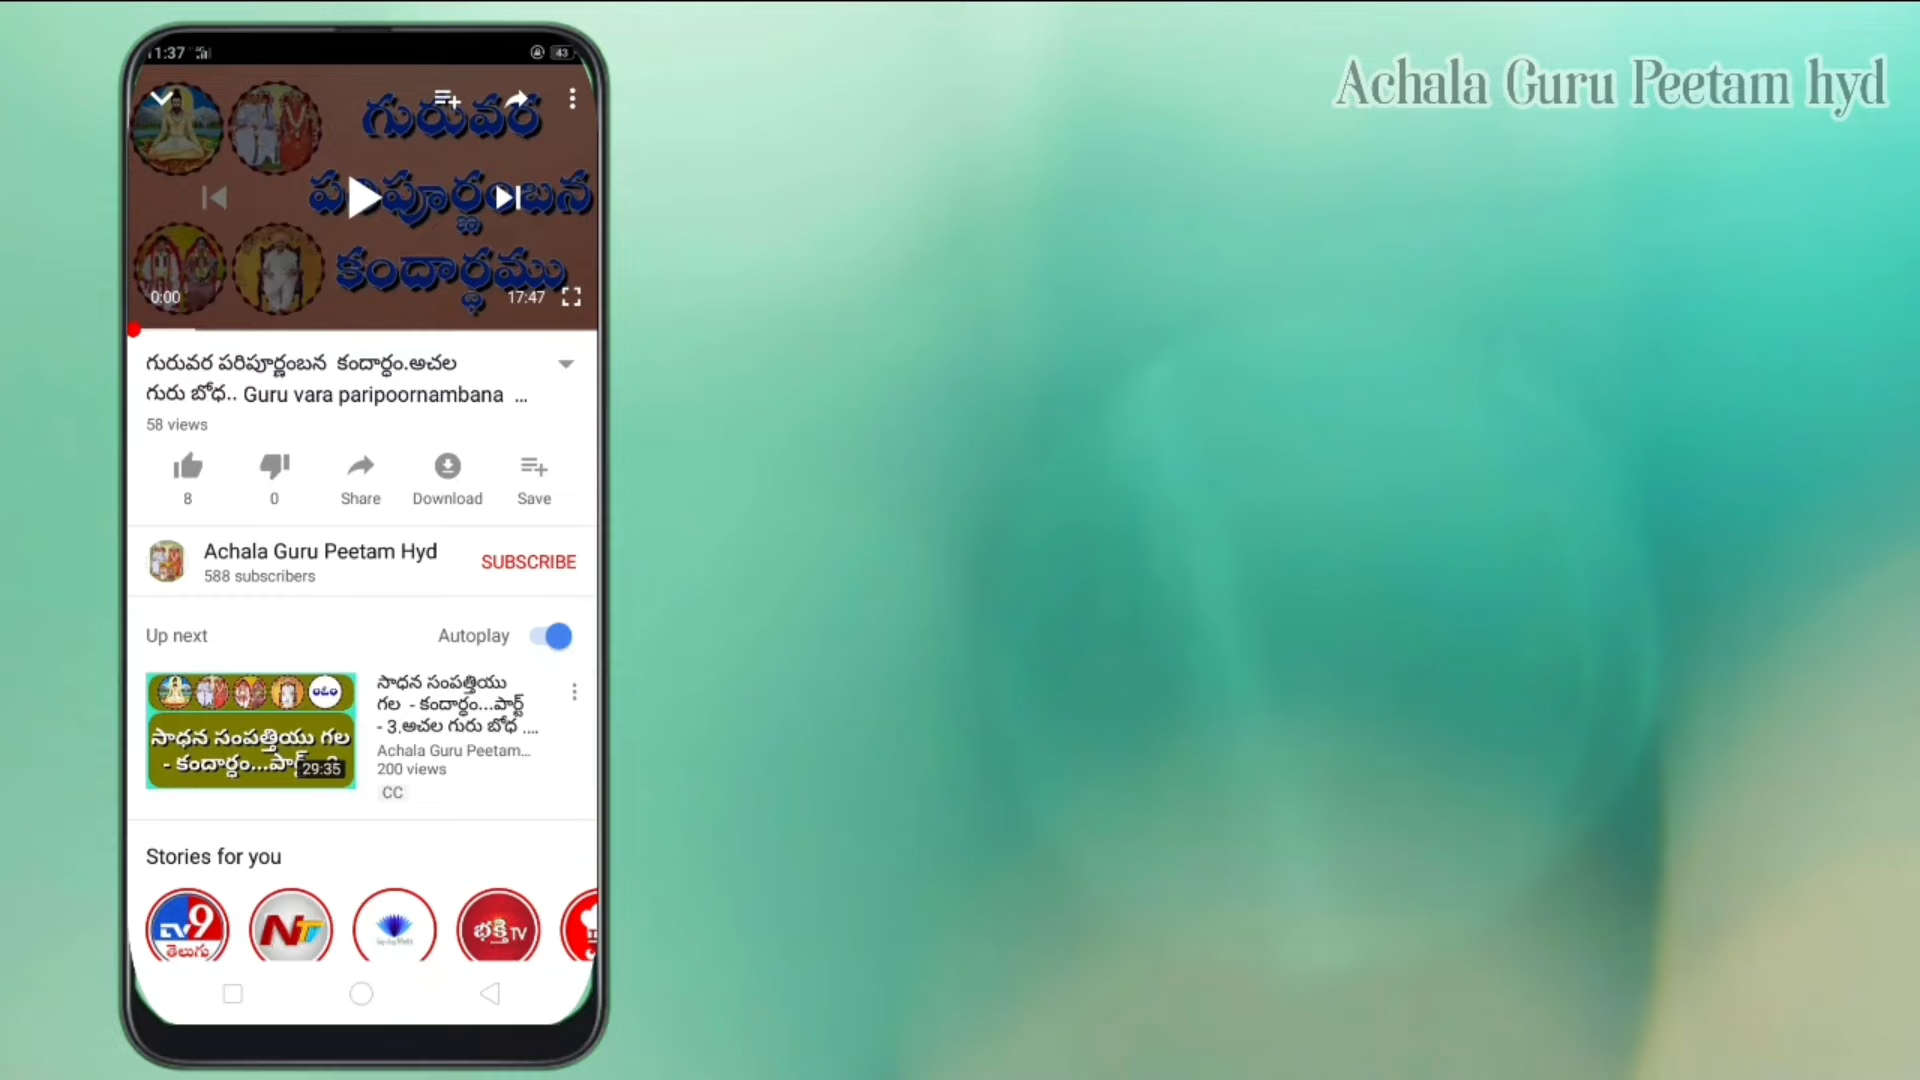 11:37
43
Achala Guru Peetam hyd
గురువర
పరిపూర్ణంబన
కందార్థము
0:00
17:47
గురువర పరిపూర్ణంబన కందార్థం.అచల
గురు బోధ.. Guru vara paripoornambana ...
58 views
8
0
Share
Download
Save
Achala Guru Peetam Hyd
588 subscribers
SUBSCRIBE
Up next
Autoplay
సాధన సంపత్తియు గల
- కందార్థం...పార్ట్
29:35
సాధన సంపత్తియు
గల - కందార్థం...పార్ట్
- 3.అచల గురు బోధ ....
Achala Guru Peetam...
200 views
CC
Stories for you
TV9
తెలుగు
NTV
భక్తి TV